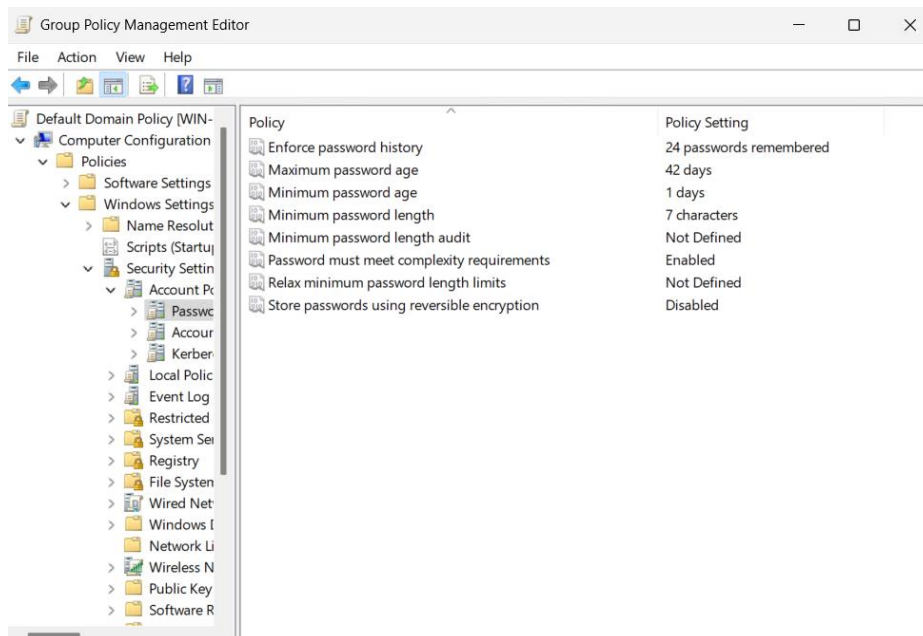 Group Policy Management Editor
File Action View Help
Default Domain Policy [WIN-
Computer Configuration
Policies
Software Settings
Windows Settings
Name Resolut
Scripts (Startu
Security Settin
Account Po
Passwo
Accour
Kerber
Local Polic
Event Log
Restricted
System Ser
Registry
File System
Wired Net
Windows D
Network Li
Wireless N
Public Key
Software R
Policy Policy Setting
Enforce password history 24 passwords remembered
Maximum password age 42 days
Minimum password age 1 days
Minimum password length 7 characters
Minimum password length audit Not Defined
Password must meet complexity requirements Enabled
Relax minimum password length limits Not Defined
Store passwords using reversible encryption Disabled